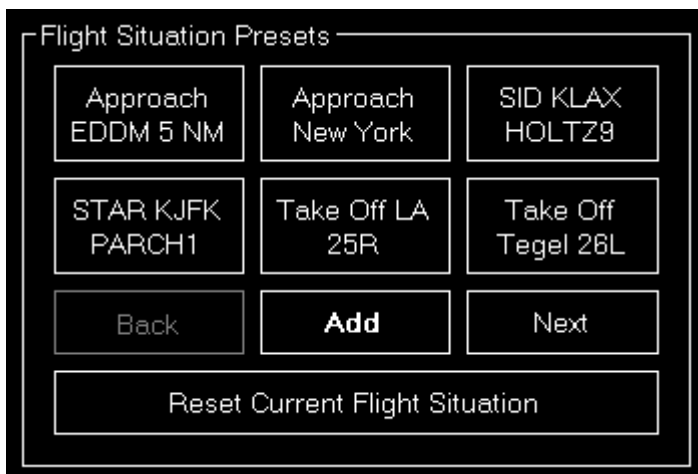 Flight Situation Presets
Approach
EDDM 5 NM
Approach
New York
SID KLAX
HOLTZ9
STAR KJFK
PARCH1
Take Off LA
25R
Take Off
Tegel 26L
Back
Add
Next
Reset Current Flight Situation